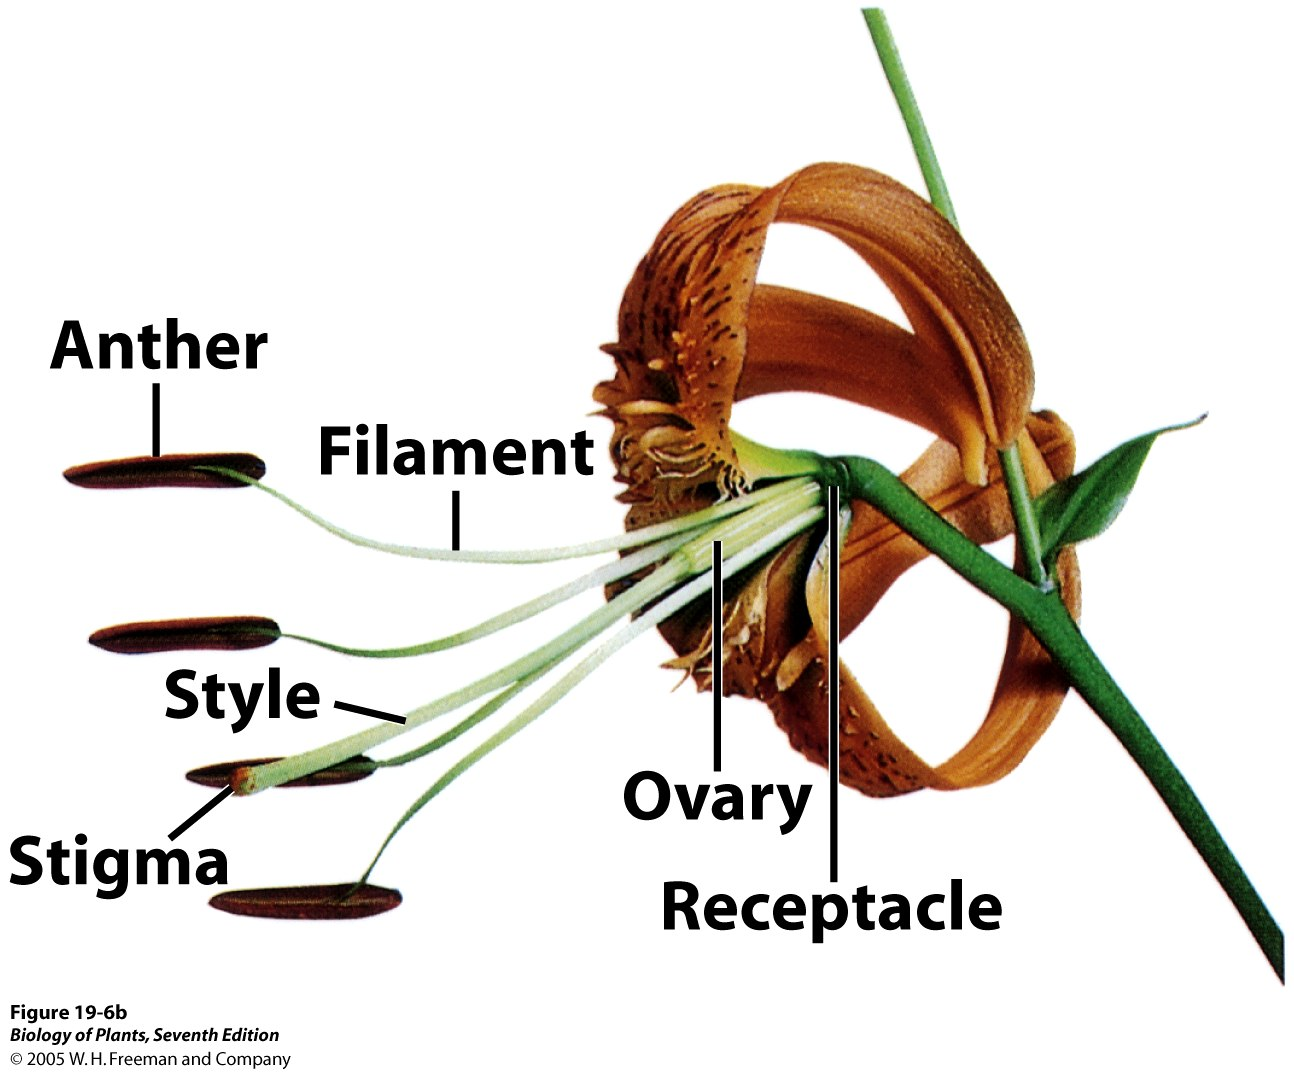 Anther
Filament
Style
Stigma
Ovary
Receptacle
Figure 19-6b
Biology of Plants, Seventh Edition
© 2005 W. H. Freeman and Company